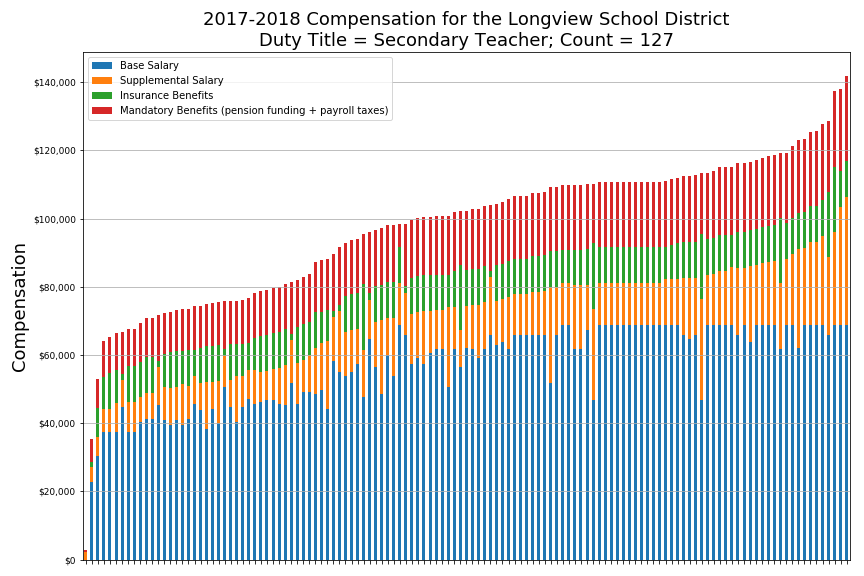 2017-2018 Compensation for the Longview School District
Duty Title = Secondary Teacher; Count = 127
Base Salary
Supplemental Salary
Insurance Benefits
Mandatory Benefits (pension funding + payroll taxes)
Compensation
$140,000
$120,000
$100,000
$80,000
$60,000
$40,000
$20,000
$0